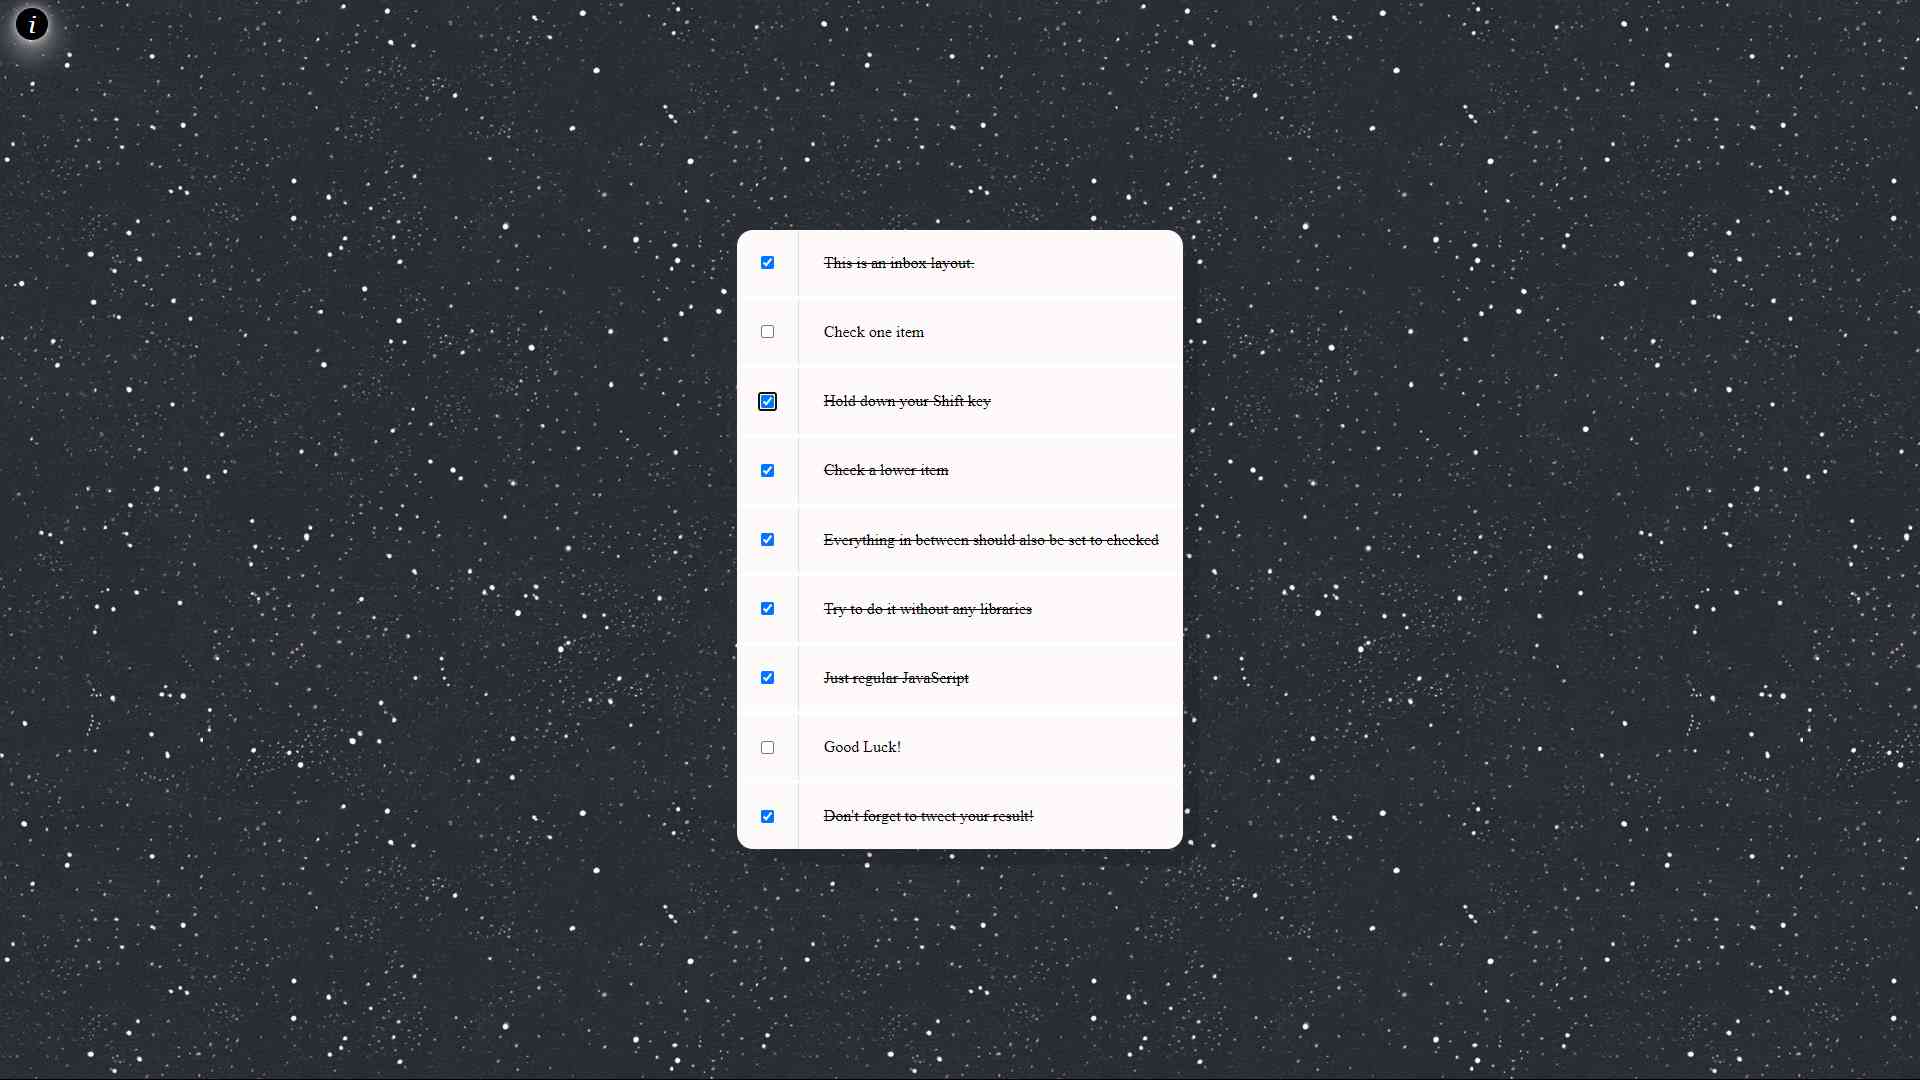 i
This is an inbox layout.
Check one item
Hold down your Shift key
Check a lower item
Everything in between should also be set to checked
Try to do it without any libraries
Just regular JavaScript
Good Luck!
Don't forget to tweet your result!